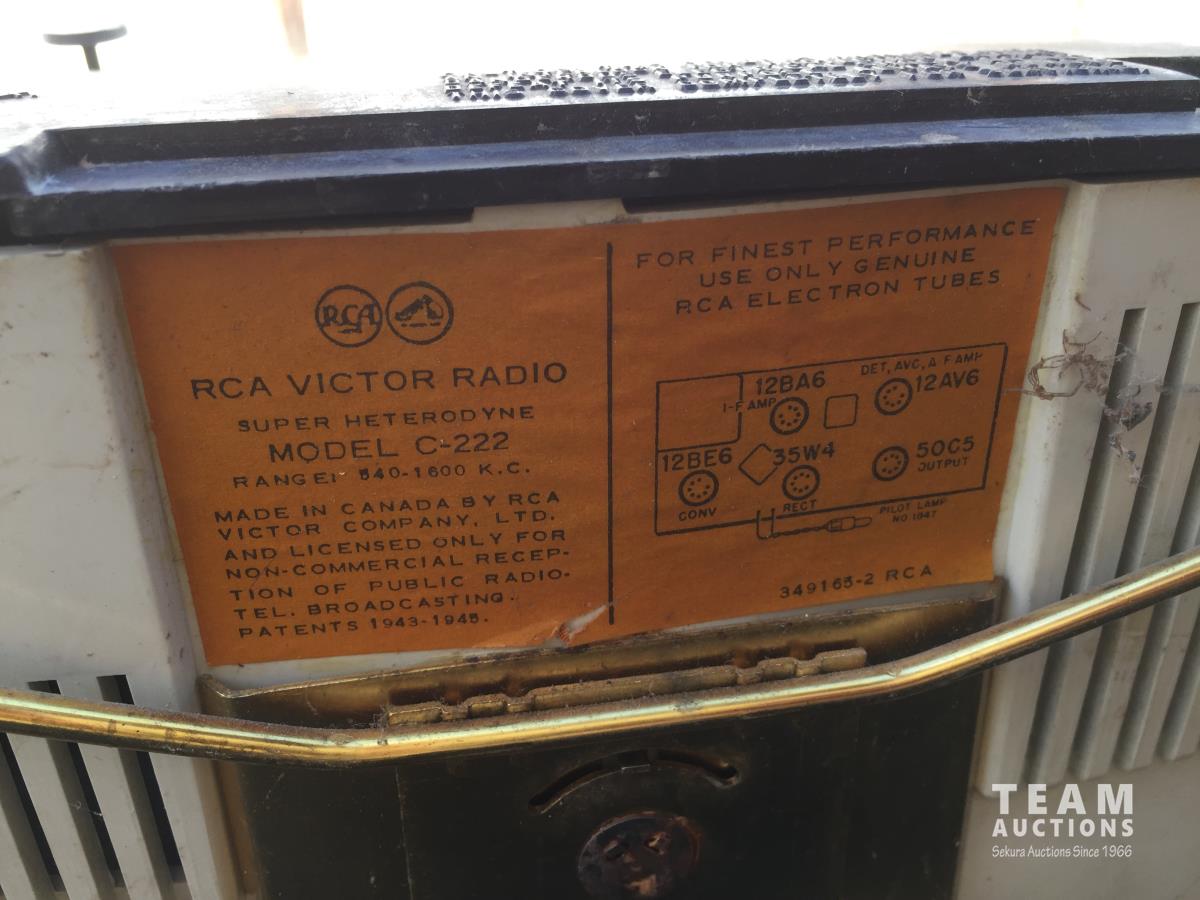 RCA
RCA VICTOR RADIO
SUPER HETERODYNE
MODEL C-222
RANGE: 540-1600 K.C.
MADE IN CANADA BY RCA
VICTOR COMPANY, LTD.
AND LICENSED ONLY FOR
NON-COMMERCIAL RECEP-
TION OF PUBLIC RADIO-
TEL. BROADCASTING.
PATENTS 1943-1945.
FOR FINEST PERFORMANCE
USE ONLY GENUINE
RCA ELECTRON TUBES
DET, AVC, A F AMP
12BA6
12AV6
I-F AMP
12BE6
35W4
50C5
OUTPUT
CONV
RECT
PILOT LAMP
NO 1847
349165-2 RCA
TEAM
AUCTIONS
Sekura Auctions Since 1966